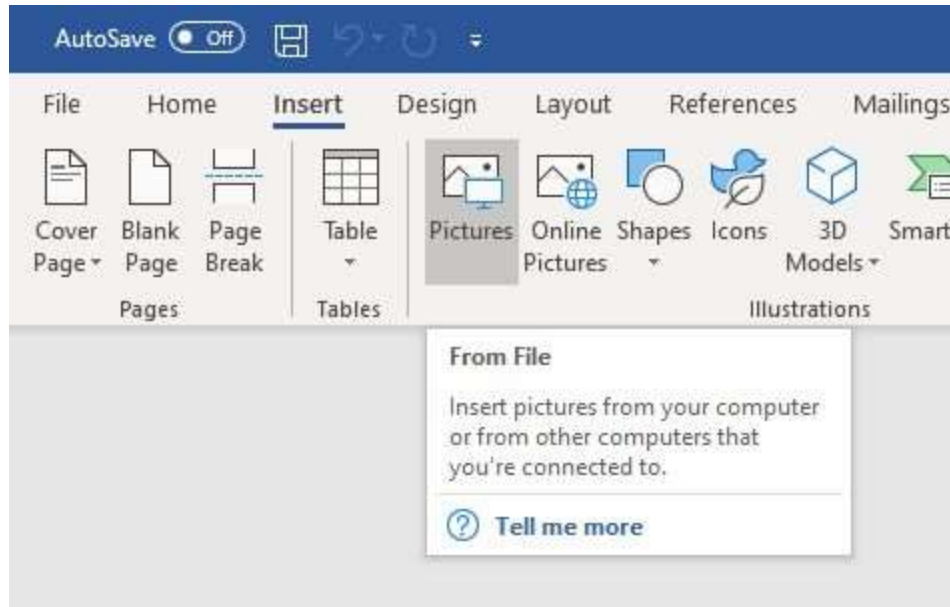 AutoSave Off
File Home Insert Design Layout References Mailings
Cover Page
Blank Page
Page Break
Table
Pictures
Online Pictures
Shapes
Icons
3D Models
Smart
Pages Tables Illustrations
From File
Insert pictures from your computer
or from other computers that
you're connected to.
Tell me more